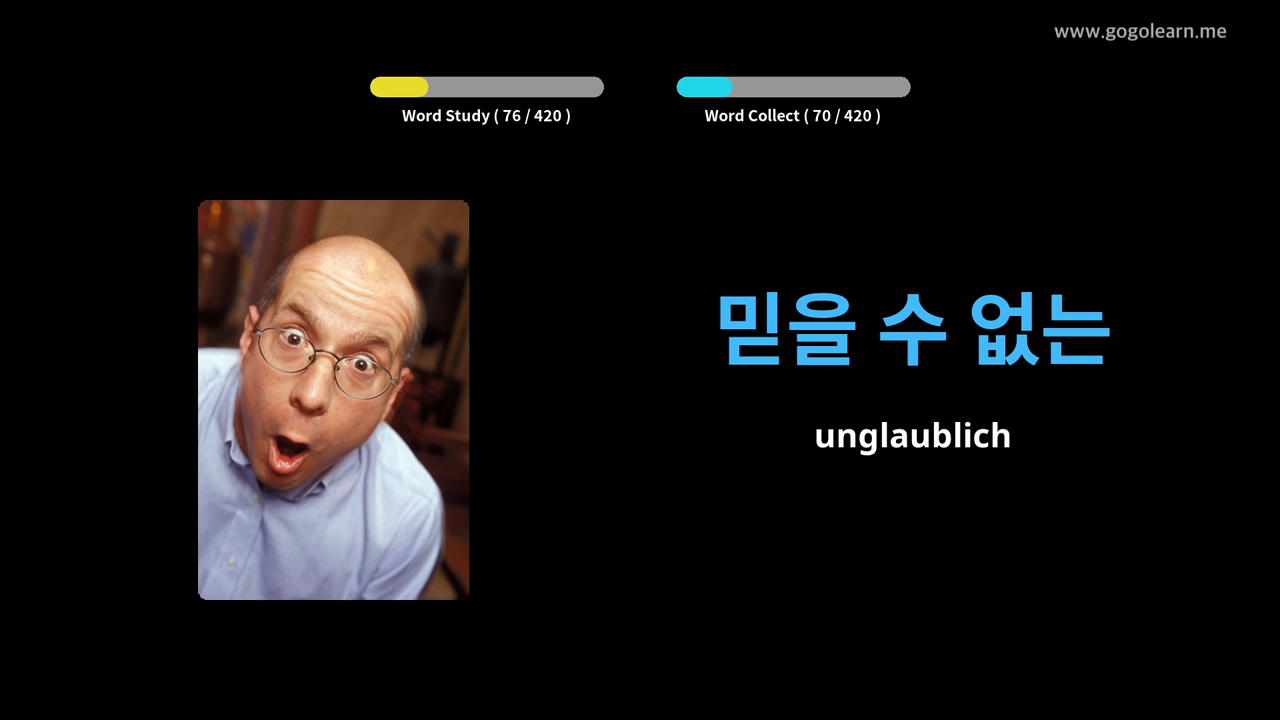 www.gogolearn.me
Word Study ( 76 / 420 )
Word Collect ( 70 / 420 )
믿을 수 없는
unglaublich